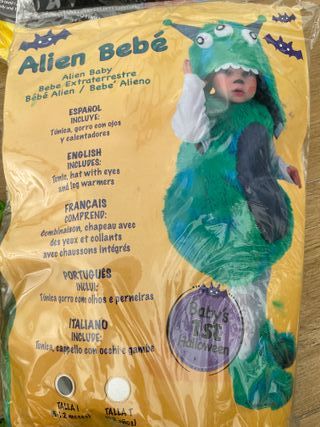 Alien Bebé
Alien Baby
Bebe Extraterrestre
Bébé Alien / Bebe' Alieno
ESPAÑOL
INCLUYE:
Túnica, gorro con ojos
y calentadores
ENGLISH
INCLUDES:
Tunic, hat with eyes
and leg warmers
FRANÇAIS
COMPREND:
Combinaison, chapeau avec
des yeux et collants
avec chaussons intégrés
PORTUGUÊS
INCLUI:
Túnica gorro com olhos e perneiras
ITALIANO
INCLUDE:
Tunica, cappello con occhi e gambe
Baby's
1st
Halloween
TALLA I
TALLA T